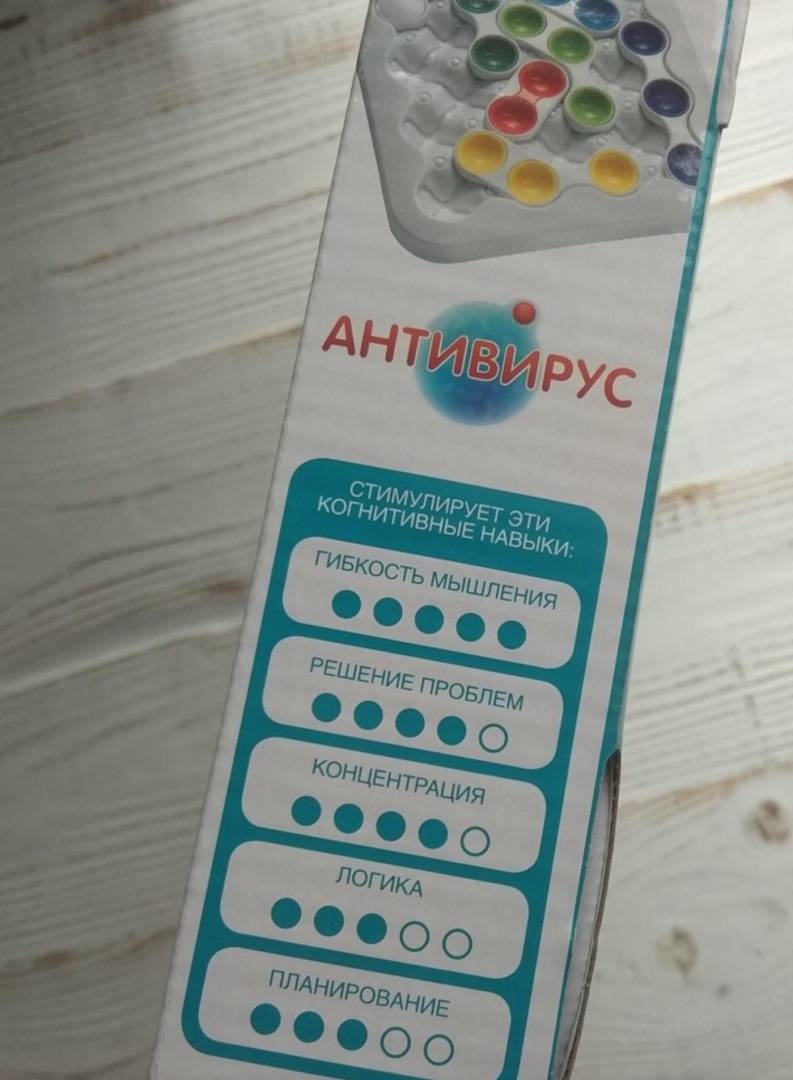 АНТИВИРУС
СТИМУЛИРУЕТ ЭТИ
КОГНИТИВНЫЕ НАВЫКИ:
ГИБКОСТЬ МЫШЛЕНИЯ
РЕШЕНИЕ ПРОБЛЕМ
КОНЦЕНТРАЦИЯ
ЛОГИКА
ПЛАНИРОВАНИЕ